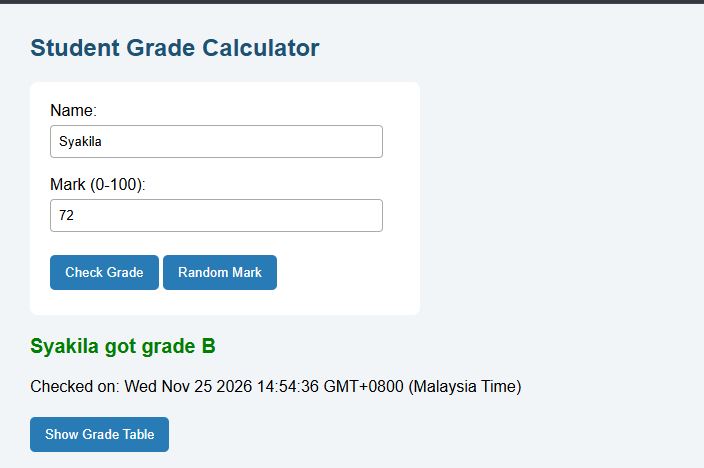 Student Grade Calculator
Name:
Syakila
Mark (0-100):
72
Check Grade Random Mark
Syakila got grade B
Checked on: Wed Nov 25 2026 14:54:36 GMT+0800 (Malaysia Time)
Show Grade Table